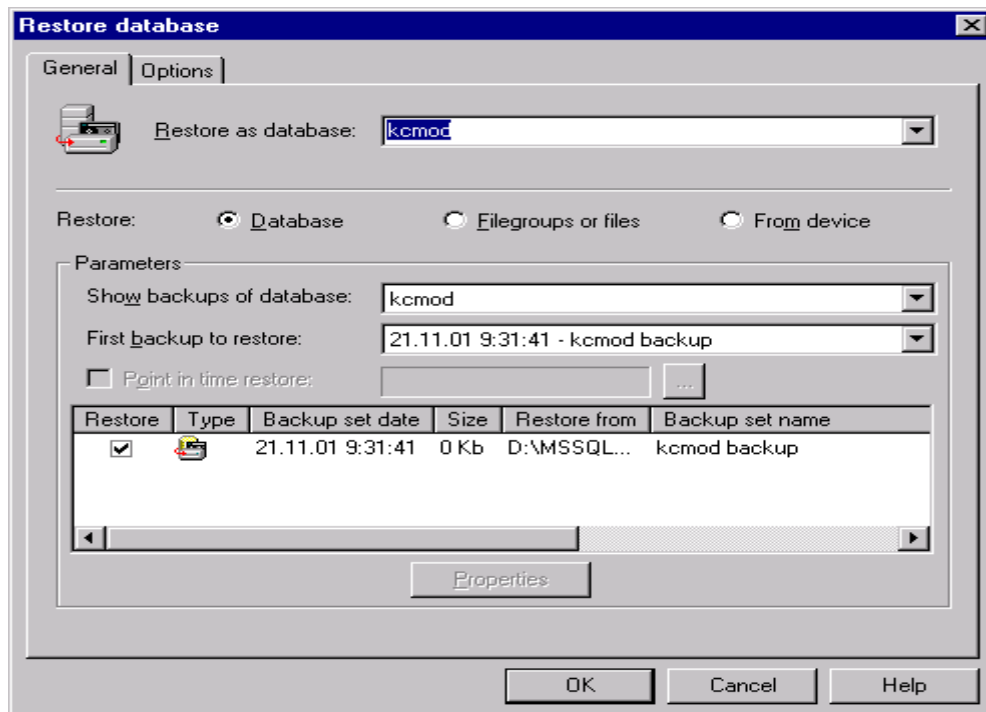 Restore database
General Options
Restore as database: kcmod
Restore: Database Filegroups or files From device
Parameters
Show backups of database: kcmod
First backup to restore: 21.11.01 9:31:41 - kcmod backup
Point in time restore: ...
Restore Type Backup set date Size Restore from Backup set name
21.11.01 9:31:41 0 Kb D:\MSSQL... kcmod backup
Properties
OK Cancel Help